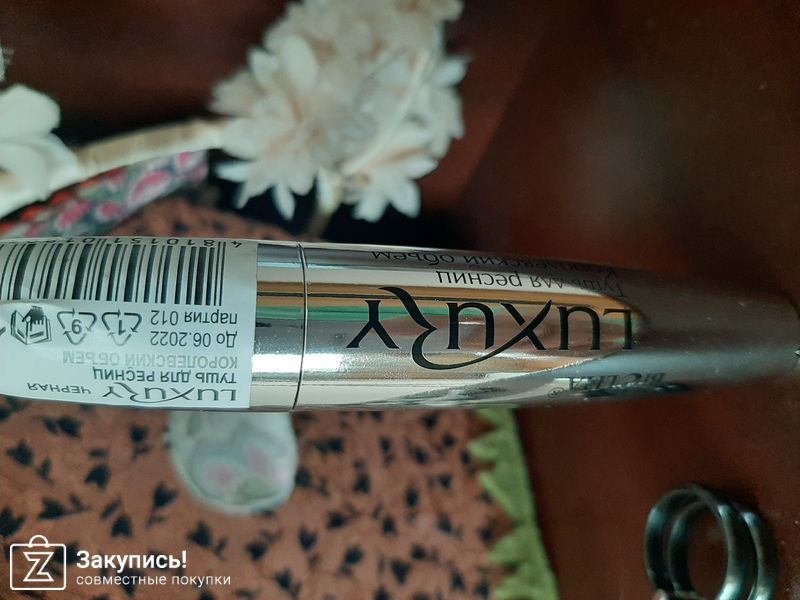 LUXURY
Тушь для ресниц
Королевский объем
BIELITA
LUXURY ЧЕРНАЯ
ТУШЬ ДЛЯ РЕСНИЦ
КОРОЛЕВСКИЙ ОБЪЕМ
До 06.2022
партия 012
Закупись!
совместные покупки